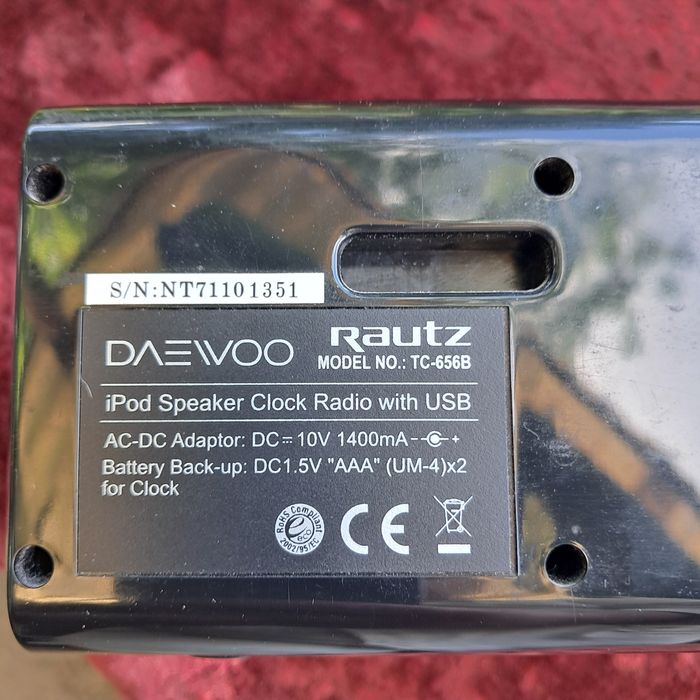 S/N:NT71101351
DAEWOO
Rautz
MODEL NO.: TC-656B
iPod Speaker Clock Radio with USB
AC-DC Adaptor: DC⎓10V 1400mA - +
Battery Back-up: DC1.5V "AAA" (UM-4)x2
for Clock
RoHS Compliant
eco
2002/95/EC
CE